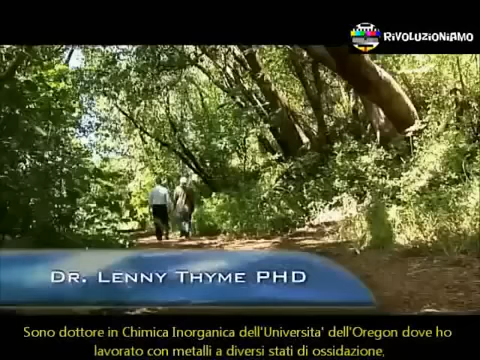 RiVOLUZIONiAMO
DR. LENNY THYME PHD
Sono dottore in Chimica Inorganica dell'Universita' dell'Oregon dove ho
lavorato con metalli a diversi stati di ossidazione,